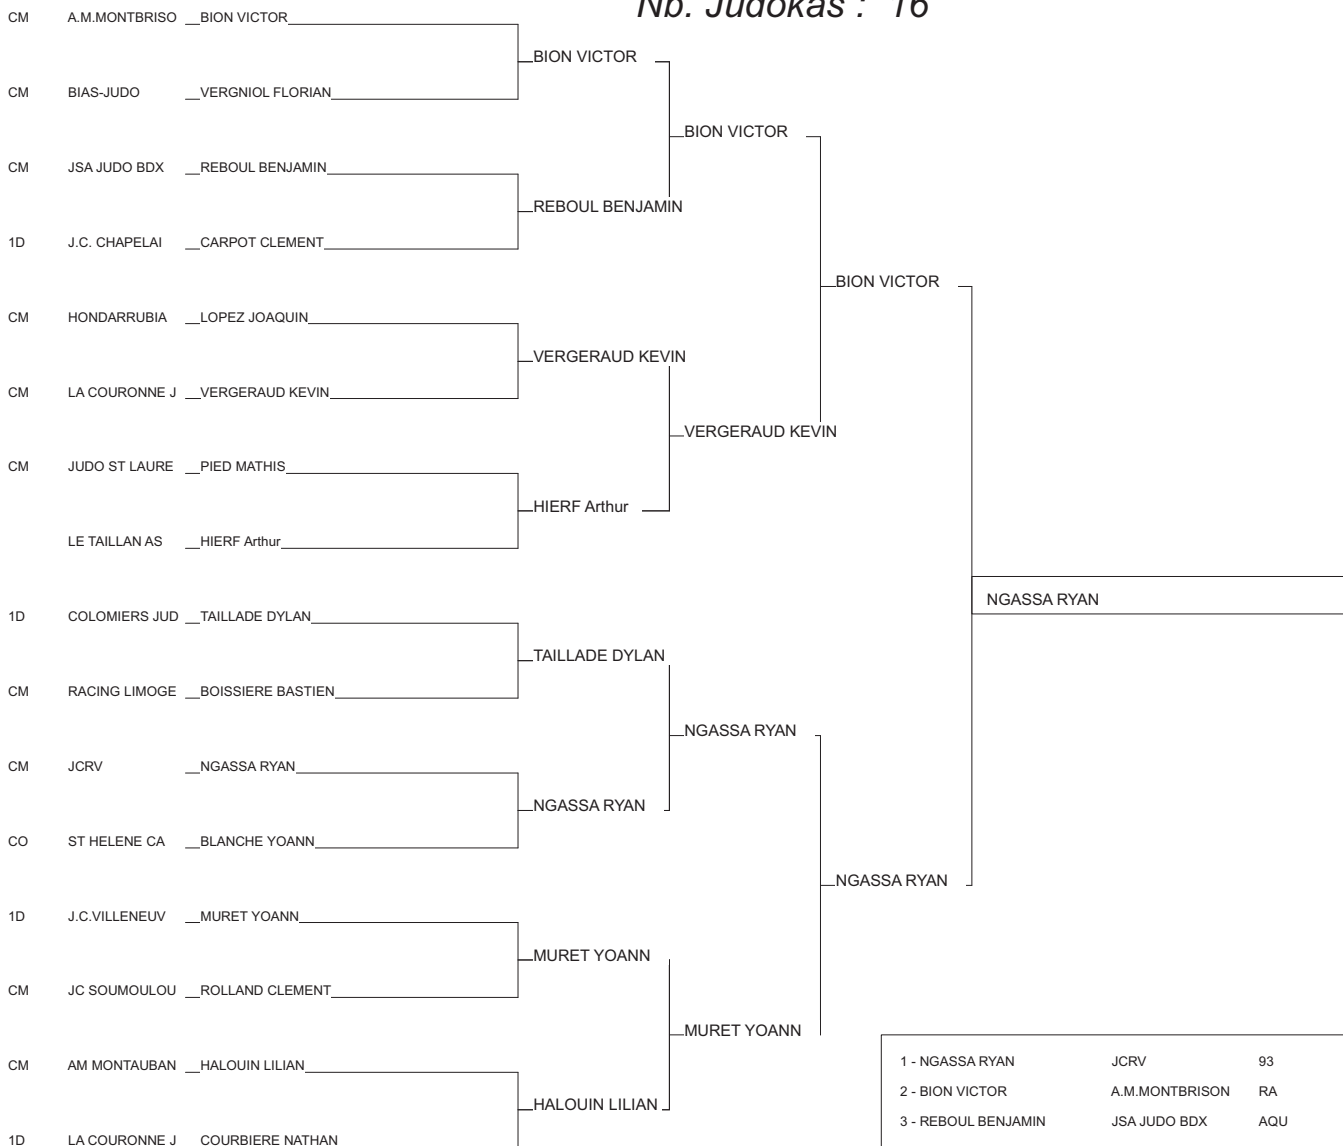 Nb. Judokas : 16
CM A.M.MONTBRISO BION VICTOR
BION VICTOR
CM BIAS-JUDO VERGNIOL FLORIAN
BION VICTOR
CM JSA JUDO BDX REBOUL BENJAMIN
REBOUL BENJAMIN
1D J.C. CHAPELAI CARPOT CLEMENT
BION VICTOR
CM HONDARRUBIA LOPEZ JOAQUIN
VERGERAUD KEVIN
CM LA COURONNE J VERGERAUD KEVIN
VERGERAUD KEVIN
CM JUDO ST LAURE PIED MATHIS
HIERF Arthur
LE TAILLAN AS HIERF Arthur
NGASSA RYAN
1D COLOMIERS JUD TAILLADE DYLAN
TAILLADE DYLAN
CM RACING LIMOGE BOISSIERE BASTIEN
NGASSA RYAN
CM JCRV NGASSA RYAN
NGASSA RYAN
CO ST HELENE CA BLANCHE YOANN
NGASSA RYAN
1D J.C.VILLENEUV MURET YOANN
MURET YOANN
CM JC SOUMOULOU ROLLAND CLEMENT
MURET YOANN
CM AM MONTAUBAN HALOUIN LILIAN
HALOUIN LILIAN
1D LA COURONNE J COURBIERE NATHAN
1 - NGASSA RYAN JCRV 93
2 - BION VICTOR A.M.MONTBRISON RA
3 - REBOUL BENJAMIN JSA JUDO BDX AQU